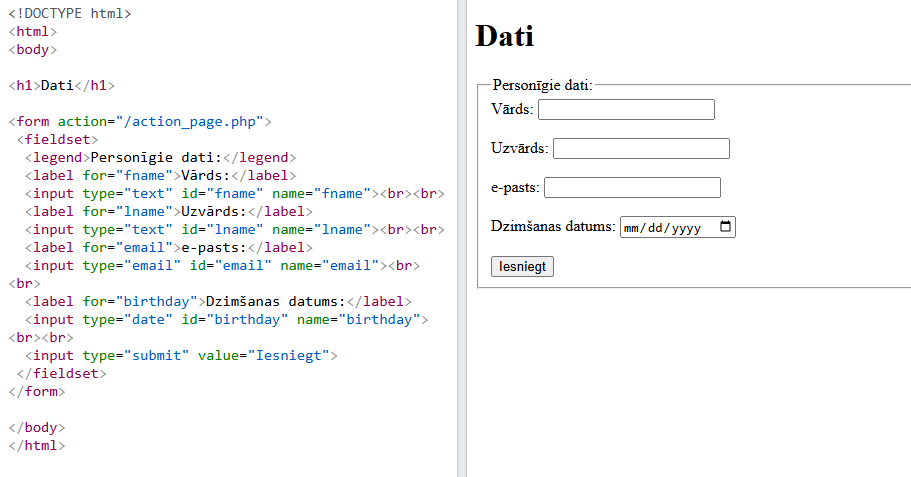 <!DOCTYPE html>
<html>
<body>
<h1>Dati</h1>
<form action="/action_page.php">
<fieldset>
<legend>Personīgie dati:</legend>
<label for="fname">Vārds:</label>
<input type="text" id="fname" name="fname"><br><br>
<label for="lname">Uzvārds:</label>
<input type="text" id="lname" name="lname"><br><br>
<label for="email">e-pasts:</label>
<input type="email" id="email" name="email"><br>
<br>
<label for="birthday">Dzimšanas datums:</label>
<input type="date" id="birthday" name="birthday">
<br><br>
<input type="submit" value="Iesniegt">
</fieldset>
</form>
</body>
</html>
Dati
Personīgie dati:
Vārds:
Uzvārds:
e-pasts:
Dzimšanas datums: mm/dd/yyyy
Iesniegt